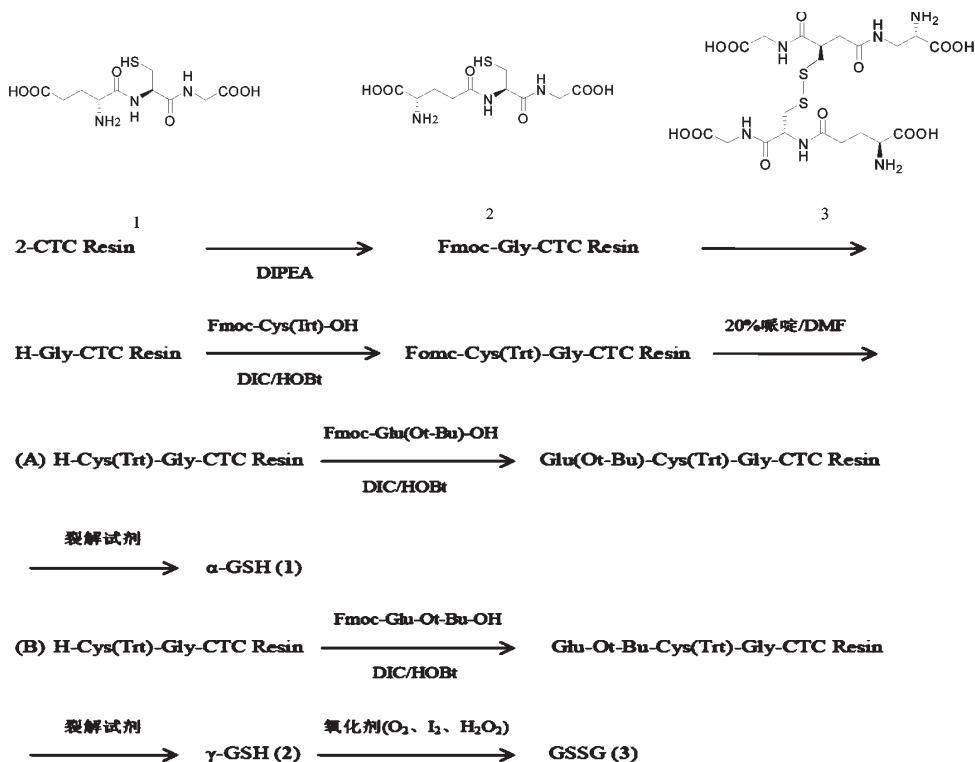 HS
O
HOOC
NH2
N
H
O
H
N
COOH
HS
HOOC
NH2
O
N
H
O
H
N
COOH
O
HOOC
NH
O
HN
NH2
COOH
S
S
HOOC
NH
O
N
H
O
COOH
NH2
1
2
3
2-CTC Resin
DIPEA
Fmoc-Gly-CTC Resin
Fmoc-Cys(Trt)-OH
20%哌啶/DMF
H-Gly-CTC Resin
DIC/HOBt
Fomc-Cys(Trt)-Gly-CTC Resin
Fmoc-Glu(Ot-Bu)-OH
(A) H-Cys(Trt)-Gly-CTC Resin
DIC/HOBt
Glu(Ot-Bu)-Cys(Trt)-Gly-CTC Resin
裂解试剂
α-GSH (1)
Fmoc-Glu-Ot-Bu-OH
(B) H-Cys(Trt)-Gly-CTC Resin
DIC/HOBt
Glu-Ot-Bu-Cys(Trt)-Gly-CTC Resin
裂解试剂
氧化剂(O₂、I₂、H₂O₂)
γ-GSH (2)
GSSG (3)